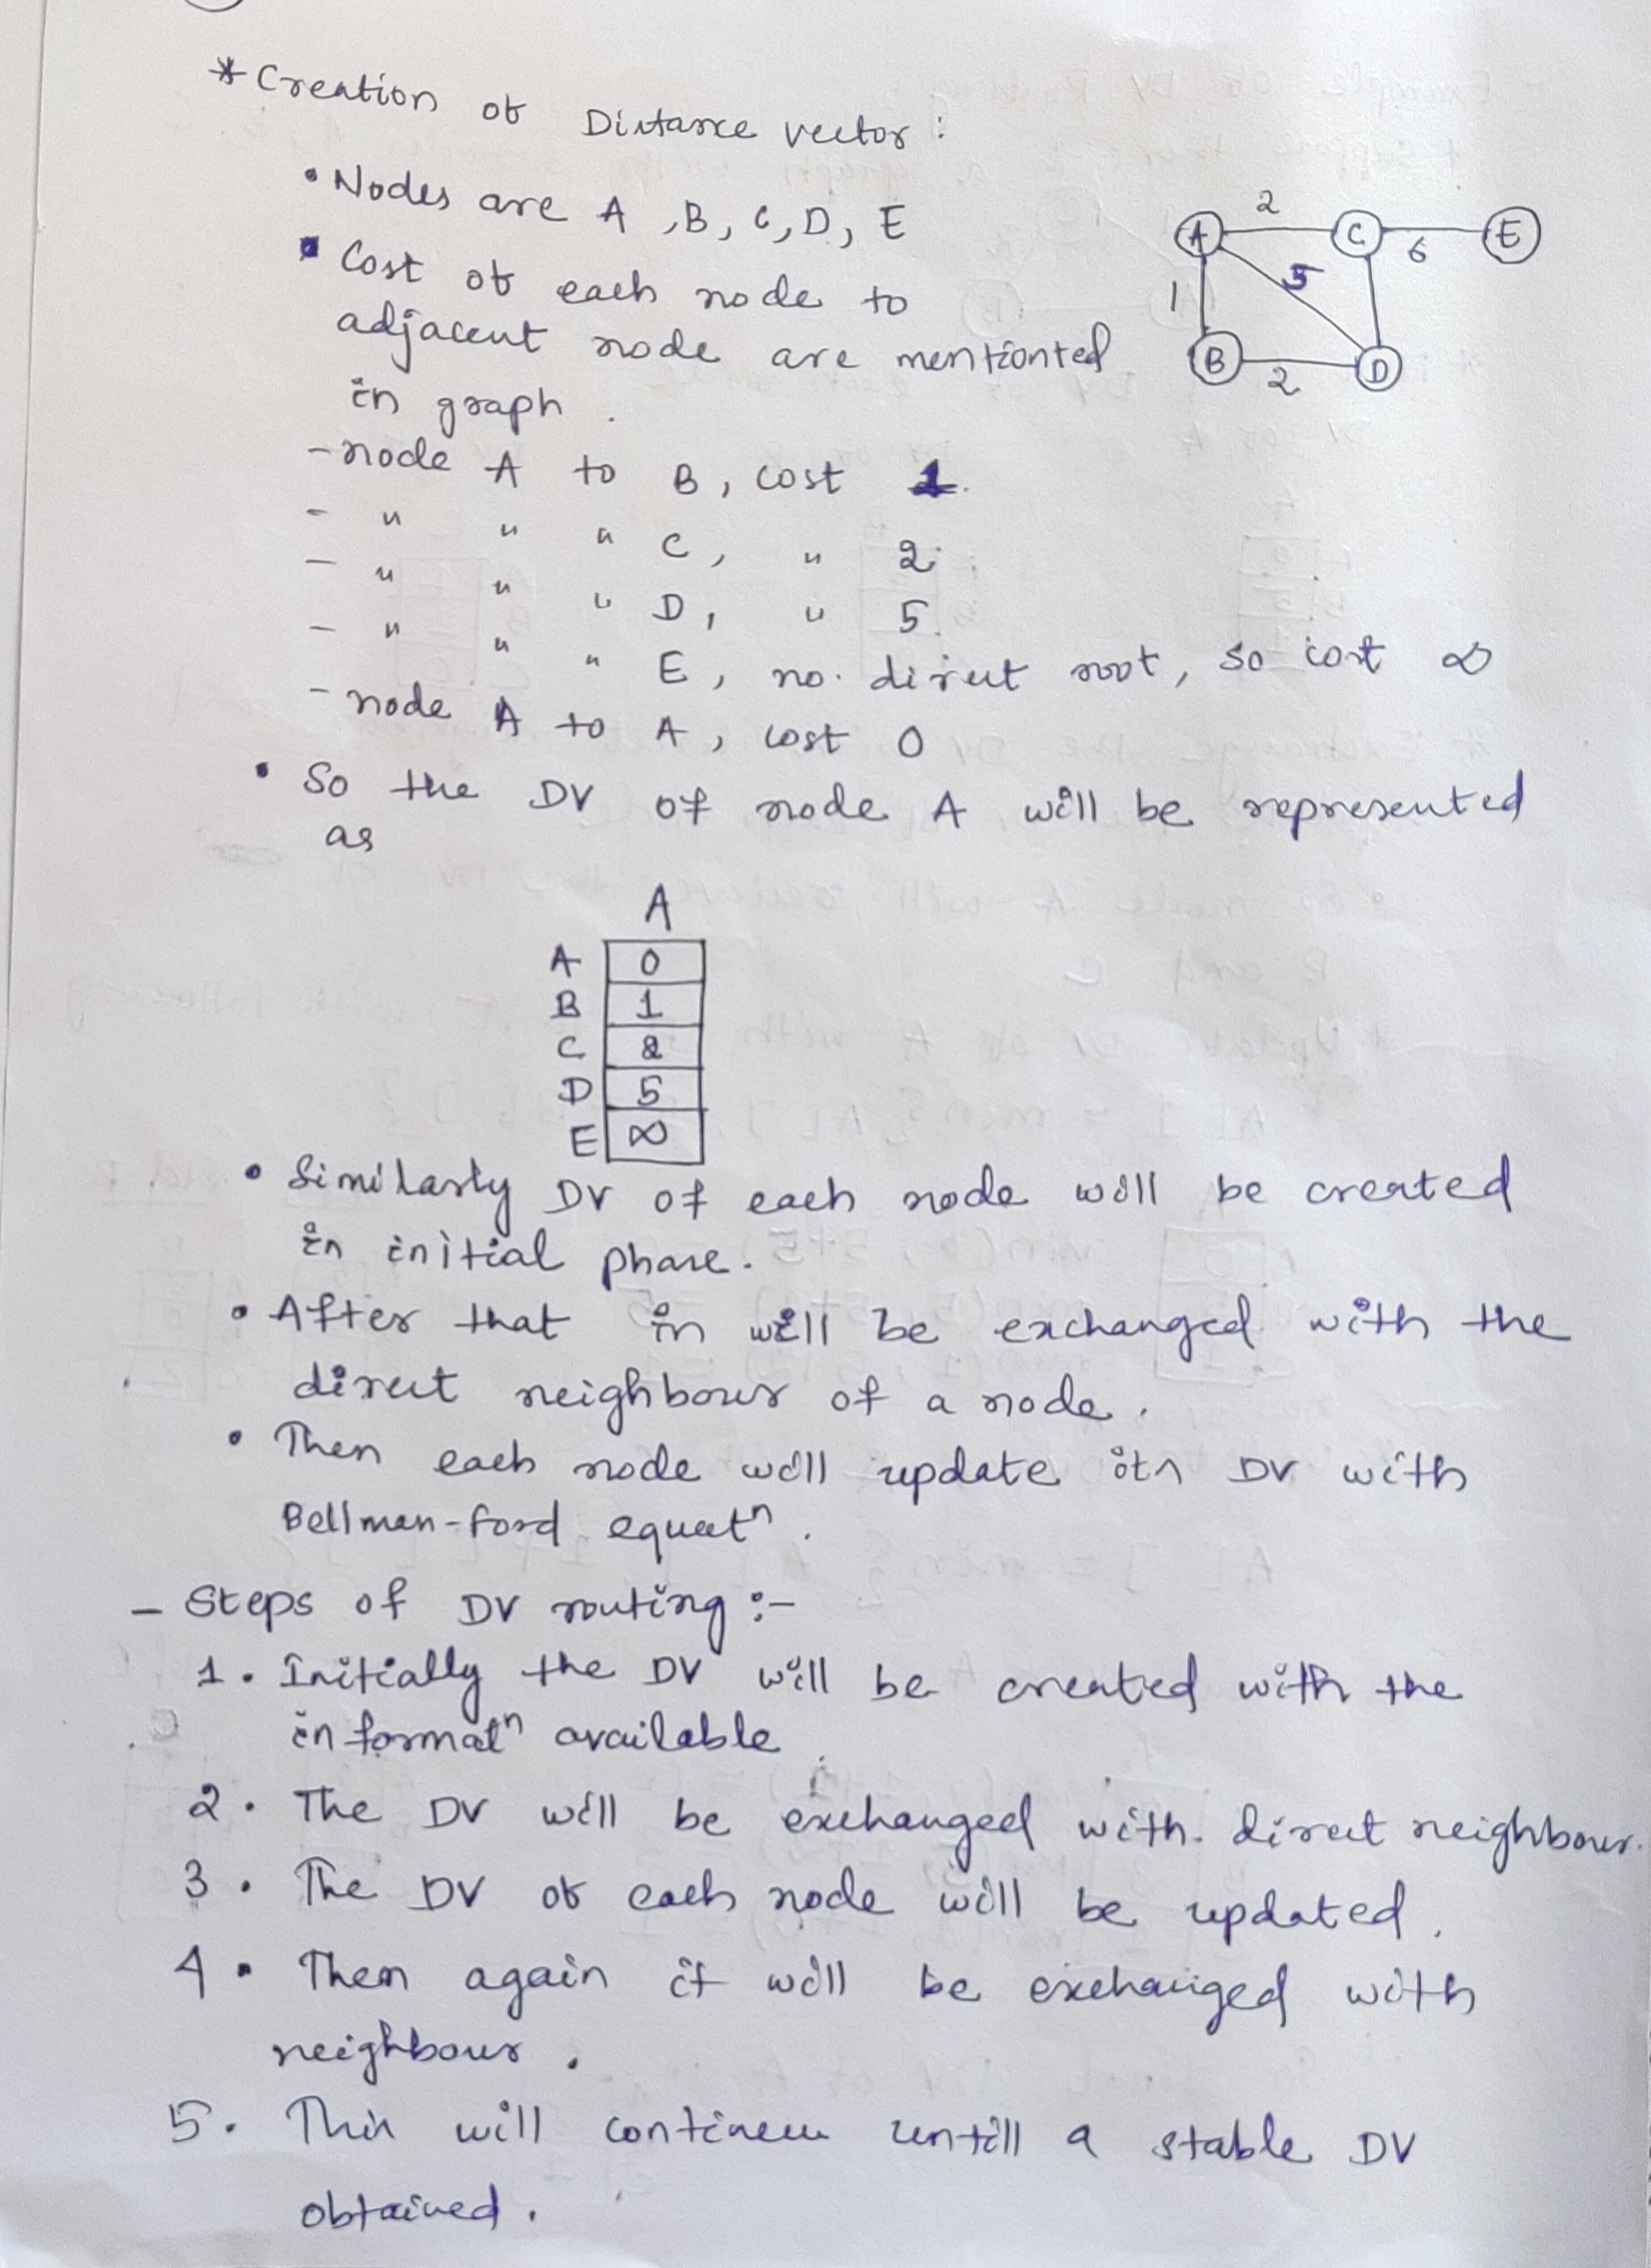 * Creation of Distance vector :
• Nodes are A , B, C, D, E
• Cost of each node to
adjacent node are mentionted
in graph .
A 2 C 6 E
1 5
B 2 D
- node A to B, cost 1.
- " " " C, " 2.
- " " " D, " 5.
- " " " E, no. direct root, so cost ∞
- node A to A, cost 0
• So the DV of node A will be represented
as
A
A 0
B 1
C 2
D 5
E ∞
• Similarly DV of each node will be created
in initial phase.
• After that in will be exchanged with the
direct neighbour of a node.
• Then each node will update its DV with
Bellman-ford equatⁿ .
- Steps of DV routing :-
1. Initially the DV will be created with the
informatⁿ available
2. The DV will be exchanged with. direct neighbour.
3. The DV of each node will be updated.
4. Then again it will be exchanged with
neighbour .
5. This will continew untill a stable DV
obtained .